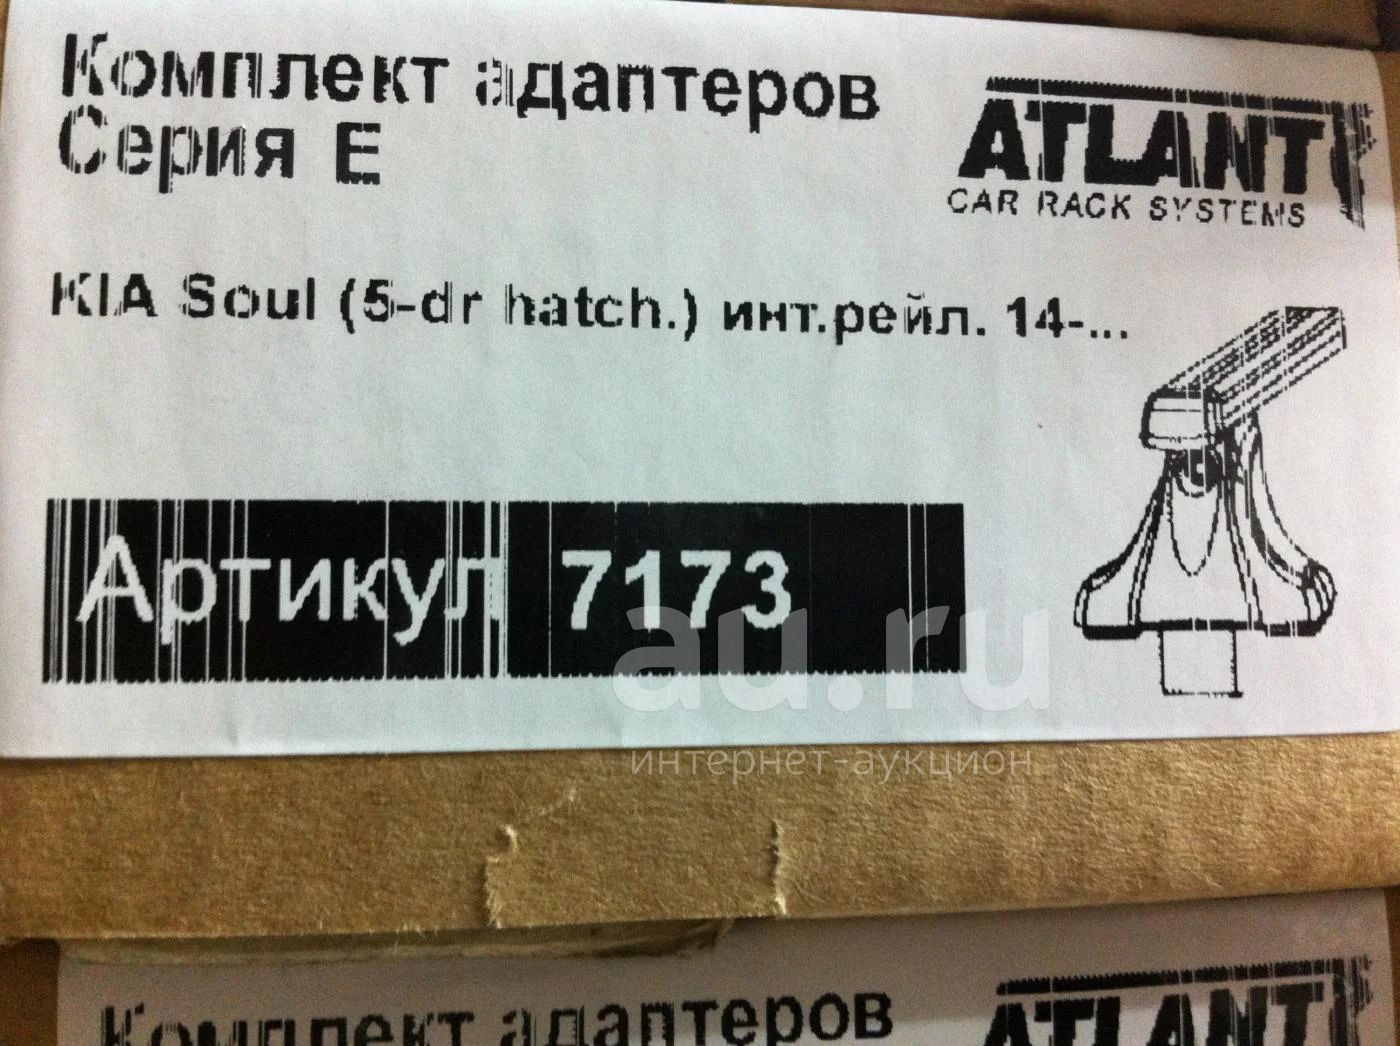 Комплект адаптеров
Серия Е
ATLANT
CAR RACK SYSTEMS
KIA Soul (5-dr hatch.) инт.рейл. 14-...
Артикул 7173
au.ru
интернет-аукцион
Комплект адаптеров
ATLANT